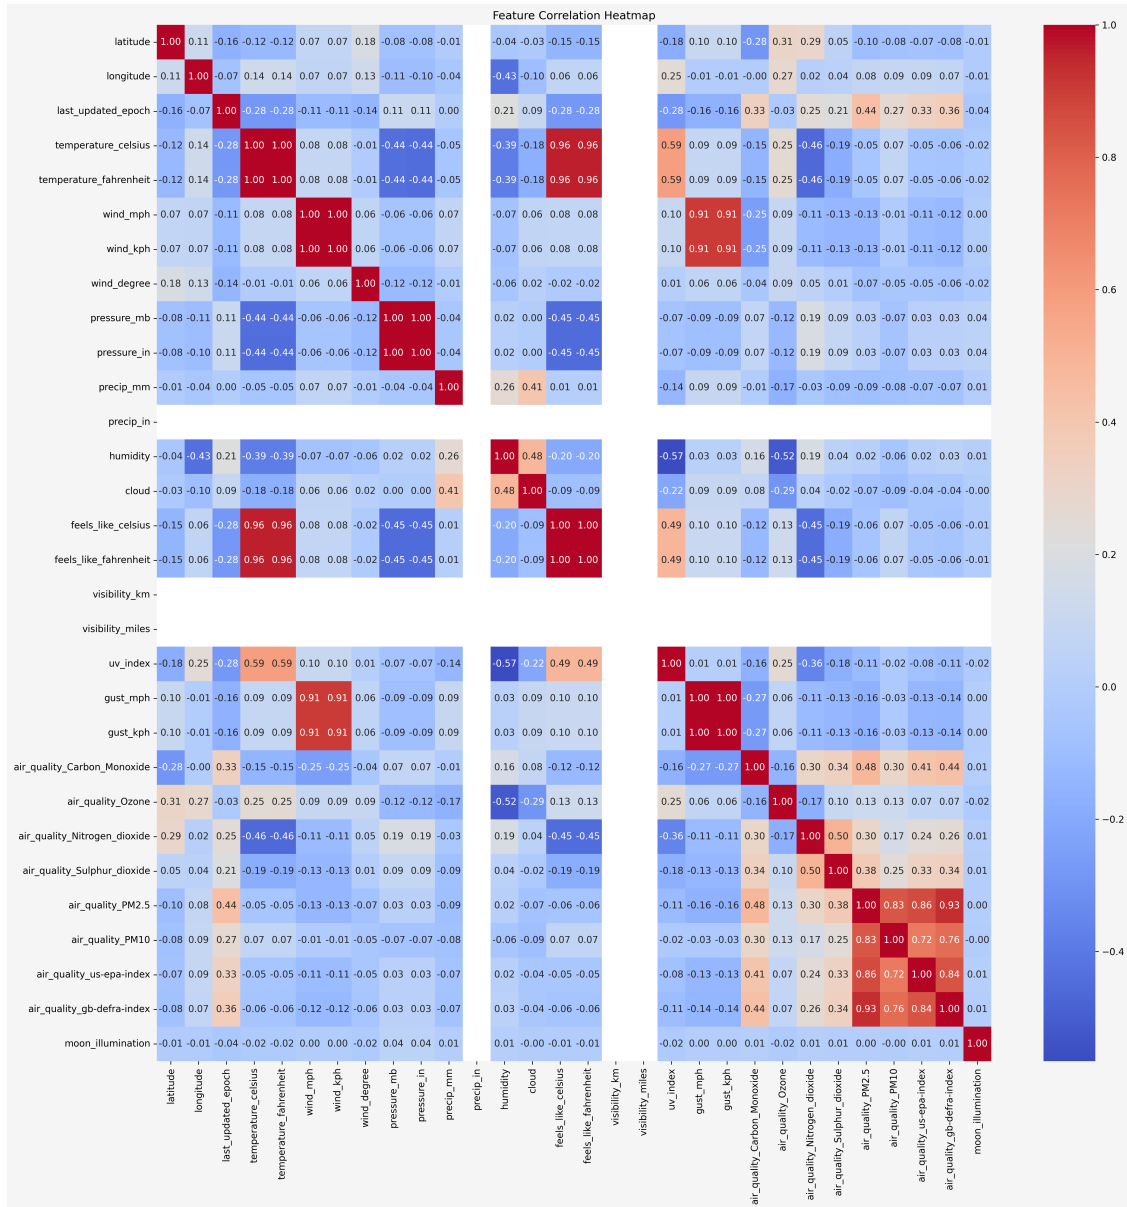 Feature Correlation Heatmap
latitude 1.00 0.11 -0.16 -0.12 -0.12 0.07 0.07 0.18 -0.08 -0.08 -0.01 -0.04 -0.03 -0.15 -0.15 -0.18 0.10 0.10 -0.28 0.31 0.29 0.05 -0.10 -0.08 -0.07 -0.08 -0.01
longitude 0.11 1.00 -0.07 0.14 0.14 0.07 0.07 0.13 -0.11 -0.10 -0.04 -0.43 -0.10 0.06 0.06 0.25 -0.01 -0.01 -0.00 0.27 0.02 0.04 0.08 0.09 0.09 0.07 -0.01
last_updated_epoch -0.16 -0.07 1.00 -0.28 -0.28 -0.11 -0.11 -0.14 0.11 0.11 0.00 0.21 0.09 -0.28 -0.28 -0.28 -0.16 -0.16 0.33 -0.03 0.25 0.21 0.44 0.27 0.33 0.36 -0.04
temperature_celsius -0.12 0.14 -0.28 1.00 1.00 0.08 0.08 -0.01 -0.44 -0.44 -0.05 -0.39 -0.18 0.96 0.96 0.59 0.09 0.09 -0.15 0.25 -0.46 -0.19 -0.05 0.07 -0.05 -0.06 -0.02
temperature_fahrenheit -0.12 0.14 -0.28 1.00 1.00 0.08 0.08 -0.01 -0.44 -0.44 -0.05 -0.39 -0.18 0.96 0.96 0.59 0.09 0.09 -0.15 0.25 -0.46 -0.19 -0.05 0.07 -0.05 -0.06 -0.02
wind_mph 0.07 0.07 -0.11 0.08 0.08 1.00 1.00 0.06 -0.06 -0.06 0.07 -0.07 0.06 0.08 0.08 0.10 0.91 0.91 -0.25 0.09 -0.11 -0.13 -0.13 -0.01 -0.11 -0.12 0.00
wind_kph 0.07 0.07 -0.11 0.08 0.08 1.00 1.00 0.06 -0.06 -0.06 0.07 -0.07 0.06 0.08 0.08 0.10 0.91 0.91 -0.25 0.09 -0.11 -0.13 -0.13 -0.01 -0.11 -0.12 0.00
wind_degree 0.18 0.13 -0.14 -0.01 -0.01 0.06 0.06 1.00 -0.12 -0.12 -0.01 -0.06 0.02 -0.02 -0.02 0.01 0.06 0.06 -0.04 0.09 0.05 0.01 -0.07 -0.05 -0.05 -0.06 -0.02
pressure_mb -0.08 -0.11 0.11 -0.44 -0.44 -0.06 -0.06 -0.12 1.00 1.00 -0.04 0.02 0.00 -0.45 -0.45 -0.07 -0.09 -0.09 0.07 -0.12 0.19 0.09 0.03 -0.07 0.03 0.03 0.04
pressure_in -0.08 -0.10 0.11 -0.44 -0.44 -0.06 -0.06 -0.12 1.00 1.00 -0.04 0.02 0.00 -0.45 -0.45 -0.07 -0.09 -0.09 0.07 -0.12 0.19 0.09 0.03 -0.07 0.03 0.03 0.04
precip_mm -0.01 -0.04 0.00 -0.05 -0.05 0.07 0.07 -0.01 -0.04 -0.04 1.00 0.26 0.41 0.01 0.01 -0.14 0.09 0.09 -0.01 -0.17 -0.03 -0.09 -0.09 -0.08 -0.07 -0.07 0.01
precip_in
humidity -0.04 -0.43 0.21 -0.39 -0.39 -0.07 -0.07 -0.06 0.02 0.02 0.26 1.00 0.48 -0.20 -0.20 -0.57 0.03 0.03 0.16 -0.52 0.19 0.04 0.02 -0.06 0.02 0.03 0.01
cloud -0.03 -0.10 0.09 -0.18 -0.18 0.06 0.06 0.02 0.00 0.00 0.41 0.48 1.00 -0.09 -0.09 -0.22 0.09 0.09 0.08 -0.29 0.04 -0.02 -0.07 -0.09 -0.04 -0.04 -0.00
feels_like_celsius -0.15 0.06 -0.28 0.96 0.96 0.08 0.08 -0.02 -0.45 -0.45 0.01 -0.20 -0.09 1.00 1.00 0.49 0.10 0.10 -0.12 0.13 -0.45 -0.19 -0.06 0.07 -0.05 -0.06 -0.01
feels_like_fahrenheit -0.15 0.06 -0.28 0.96 0.96 0.08 0.08 -0.02 -0.45 -0.45 0.01 -0.20 -0.09 1.00 1.00 0.49 0.10 0.10 -0.12 0.13 -0.45 -0.19 -0.06 0.07 -0.05 -0.06 -0.01
visibility_km
visibility_miles
uv_index -0.18 0.25 -0.28 0.59 0.59 0.10 0.10 0.01 -0.07 -0.07 -0.14 -0.57 -0.22 0.49 0.49 1.00 0.01 0.01 -0.16 0.25 -0.36 -0.18 -0.11 -0.02 -0.08 -0.11 -0.02
gust_mph 0.10 -0.01 -0.16 0.09 0.09 0.91 0.91 0.06 -0.09 -0.09 0.09 0.03 0.09 0.10 0.10 0.01 1.00 1.00 -0.27 0.06 -0.11 -0.13 -0.16 -0.03 -0.13 -0.14 0.00
gust_kph 0.10 -0.01 -0.16 0.09 0.09 0.91 0.91 0.06 -0.09 -0.09 0.09 0.03 0.09 0.10 0.10 0.01 1.00 1.00 -0.27 0.06 -0.11 -0.13 -0.16 -0.03 -0.13 -0.14 0.00
air_quality_Carbon_Monoxide -0.28 -0.00 0.33 -0.15 -0.15 -0.25 -0.25 -0.04 0.07 0.07 -0.01 0.16 0.08 -0.12 -0.12 -0.16 -0.27 -0.27 1.00 -0.16 0.30 0.34 0.48 0.30 0.41 0.44 0.01
air_quality_Ozone 0.31 0.27 -0.03 0.25 0.25 0.09 0.09 0.09 -0.12 -0.12 -0.17 -0.52 -0.29 0.13 0.13 0.25 0.06 0.06 -0.16 1.00 -0.17 0.10 0.13 0.13 0.07 0.07 -0.02
air_quality_Nitrogen_dioxide 0.29 0.02 0.25 -0.46 -0.46 -0.11 -0.11 0.05 0.19 0.19 -0.03 0.19 0.04 -0.45 -0.45 -0.36 -0.11 -0.11 0.30 -0.17 1.00 0.50 0.30 0.17 0.24 0.26 0.01
air_quality_Sulphur_dioxide 0.05 0.04 0.21 -0.19 -0.19 -0.13 -0.13 0.01 0.09 0.09 -0.09 0.04 -0.02 -0.19 -0.19 -0.18 -0.13 -0.13 0.34 0.10 0.50 1.00 0.38 0.25 0.33 0.34 0.01
air_quality_PM2.5 -0.10 0.08 0.44 -0.05 -0.05 -0.13 -0.13 -0.07 0.03 0.03 -0.09 0.02 -0.07 -0.06 -0.06 -0.11 -0.16 -0.16 0.48 0.13 0.30 0.38 1.00 0.83 0.86 0.93 0.00
air_quality_PM10 -0.08 0.09 0.27 0.07 0.07 -0.01 -0.01 -0.05 -0.07 -0.07 -0.08 -0.06 -0.09 0.07 0.07 -0.02 -0.03 -0.03 0.30 0.13 0.17 0.25 0.83 1.00 0.72 0.76 -0.00
air_quality_us-epa-index -0.07 0.09 0.33 -0.05 -0.05 -0.11 -0.11 -0.05 0.03 0.03 -0.07 0.02 -0.04 -0.05 -0.05 -0.08 -0.13 -0.13 0.41 0.07 0.24 0.33 0.86 0.72 1.00 0.84 0.01
air_quality_gb-defra-index -0.08 0.07 0.36 -0.06 -0.06 -0.12 -0.12 -0.06 0.03 0.03 -0.07 0.03 -0.04 -0.06 -0.06 -0.11 -0.14 -0.14 0.44 0.07 0.26 0.34 0.93 0.76 0.84 1.00 0.01
moon_illumination -0.01 -0.01 -0.04 -0.02 -0.02 0.00 0.00 -0.02 0.04 0.04 0.01 0.01 -0.00 -0.01 -0.01 -0.02 0.00 0.00 0.01 -0.02 0.01 0.01 0.00 -0.00 0.01 0.01 1.00
latitude
longitude
last_updated_epoch
temperature_celsius
temperature_fahrenheit
wind_mph
wind_kph
wind_degree
pressure_mb
pressure_in
precip_mm
precip_in
humidity
cloud
feels_like_celsius
feels_like_fahrenheit
visibility_km
visibility_miles
uv_index
gust_mph
gust_kph
air_quality_Carbon_Monoxide
air_quality_Ozone
air_quality_Nitrogen_dioxide
air_quality_Sulphur_dioxide
air_quality_PM2.5
air_quality_PM10
air_quality_us-epa-index
air_quality_gb-defra-index
moon_illumination
1.0
0.8
0.6
0.4
0.2
0.0
−0.2
−0.4